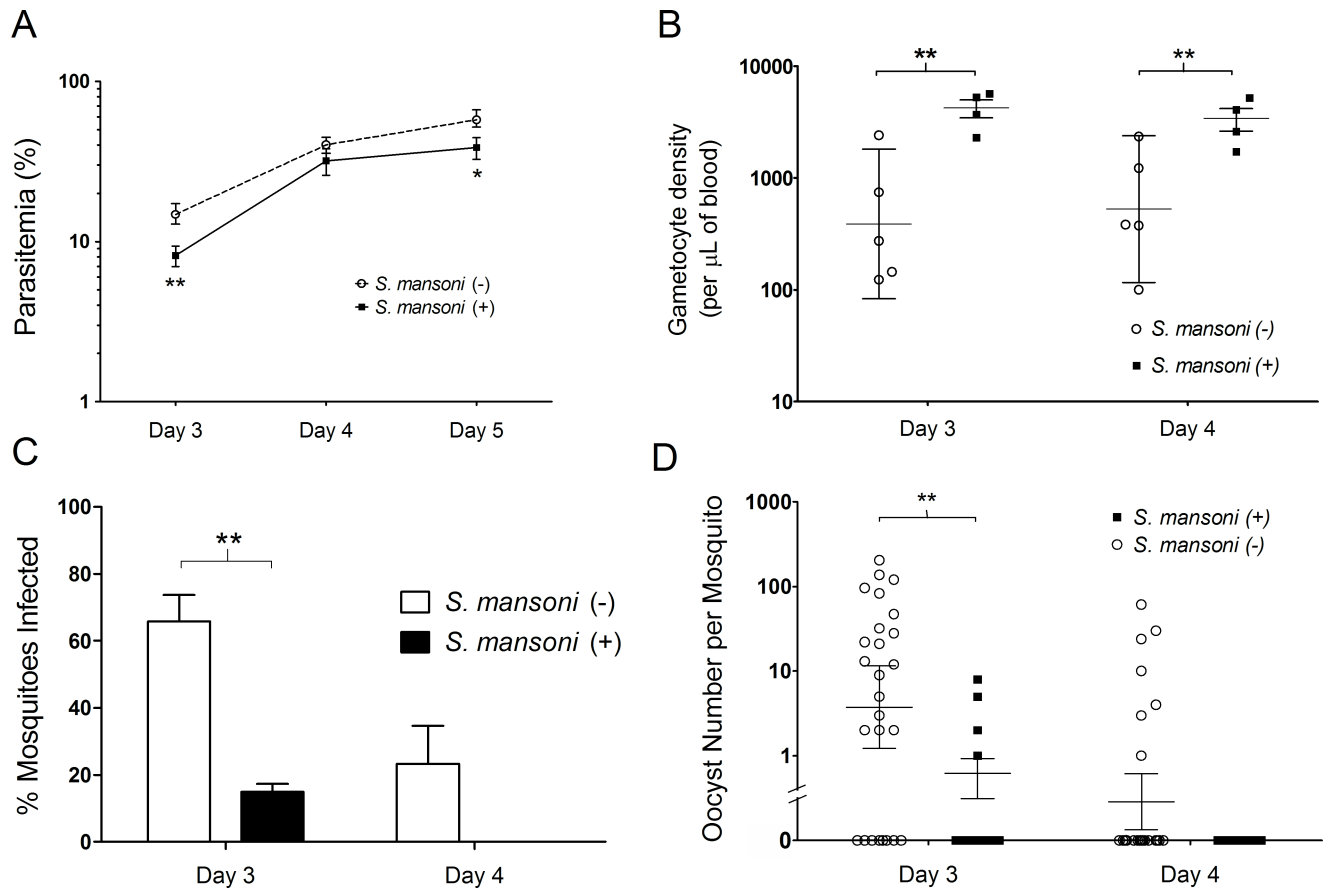 A
100
10
1
Parasitemia (%)
**
*
S. mansoni (-)
S. mansoni (+)
Day 3
Day 4
Day 5
B
10000
1000
100
10
Gametocyte density
(per µL of blood)
**
**
S. mansoni (-)
S. mansoni (+)
Day 3
Day 4
C
100
80
60
40
20
0
% Mosquitoes Infected
**
S. mansoni (-)
S. mansoni (+)
Day 3
Day 4
D
1000
100
10
1
0
Oocyst Number per Mosquito
**
S. mansoni (+)
S. mansoni (-)
Day 3
Day 4